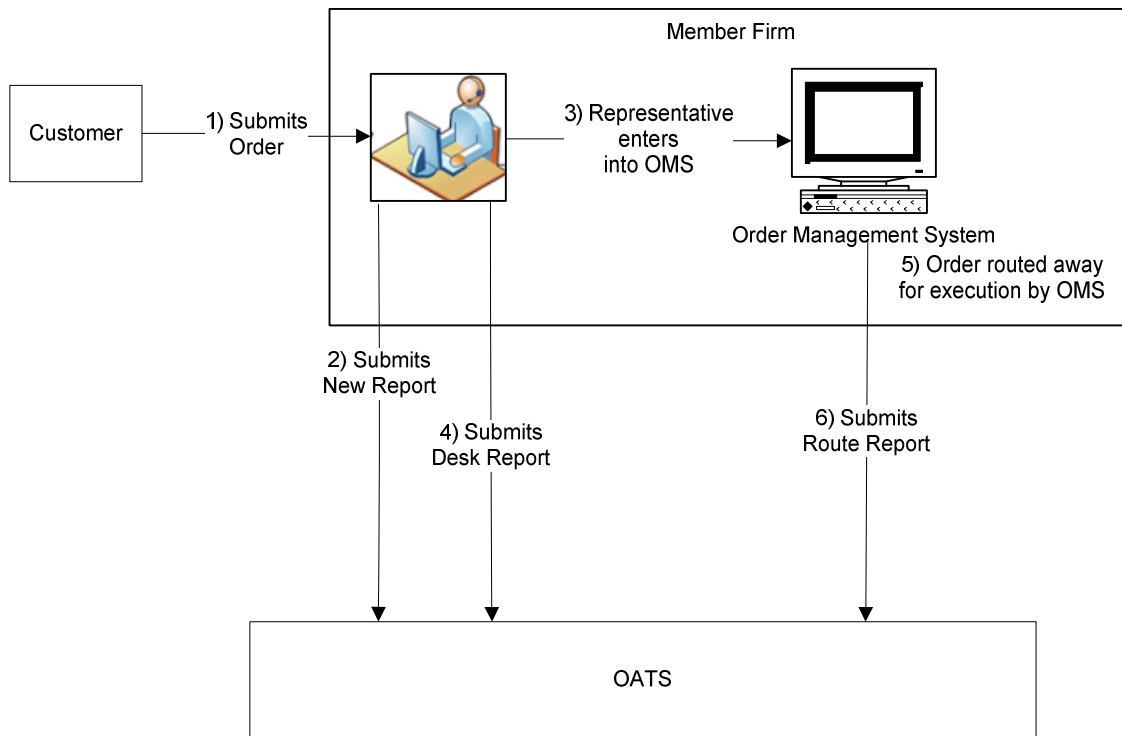 Member Firm
Customer
1) Submits
Order
3) Representative
enters
into OMS
Order Management System
5) Order routed away
for execution by OMS
2) Submits
New Report
4) Submits
Desk Report
6) Submits
Route Report
OATS